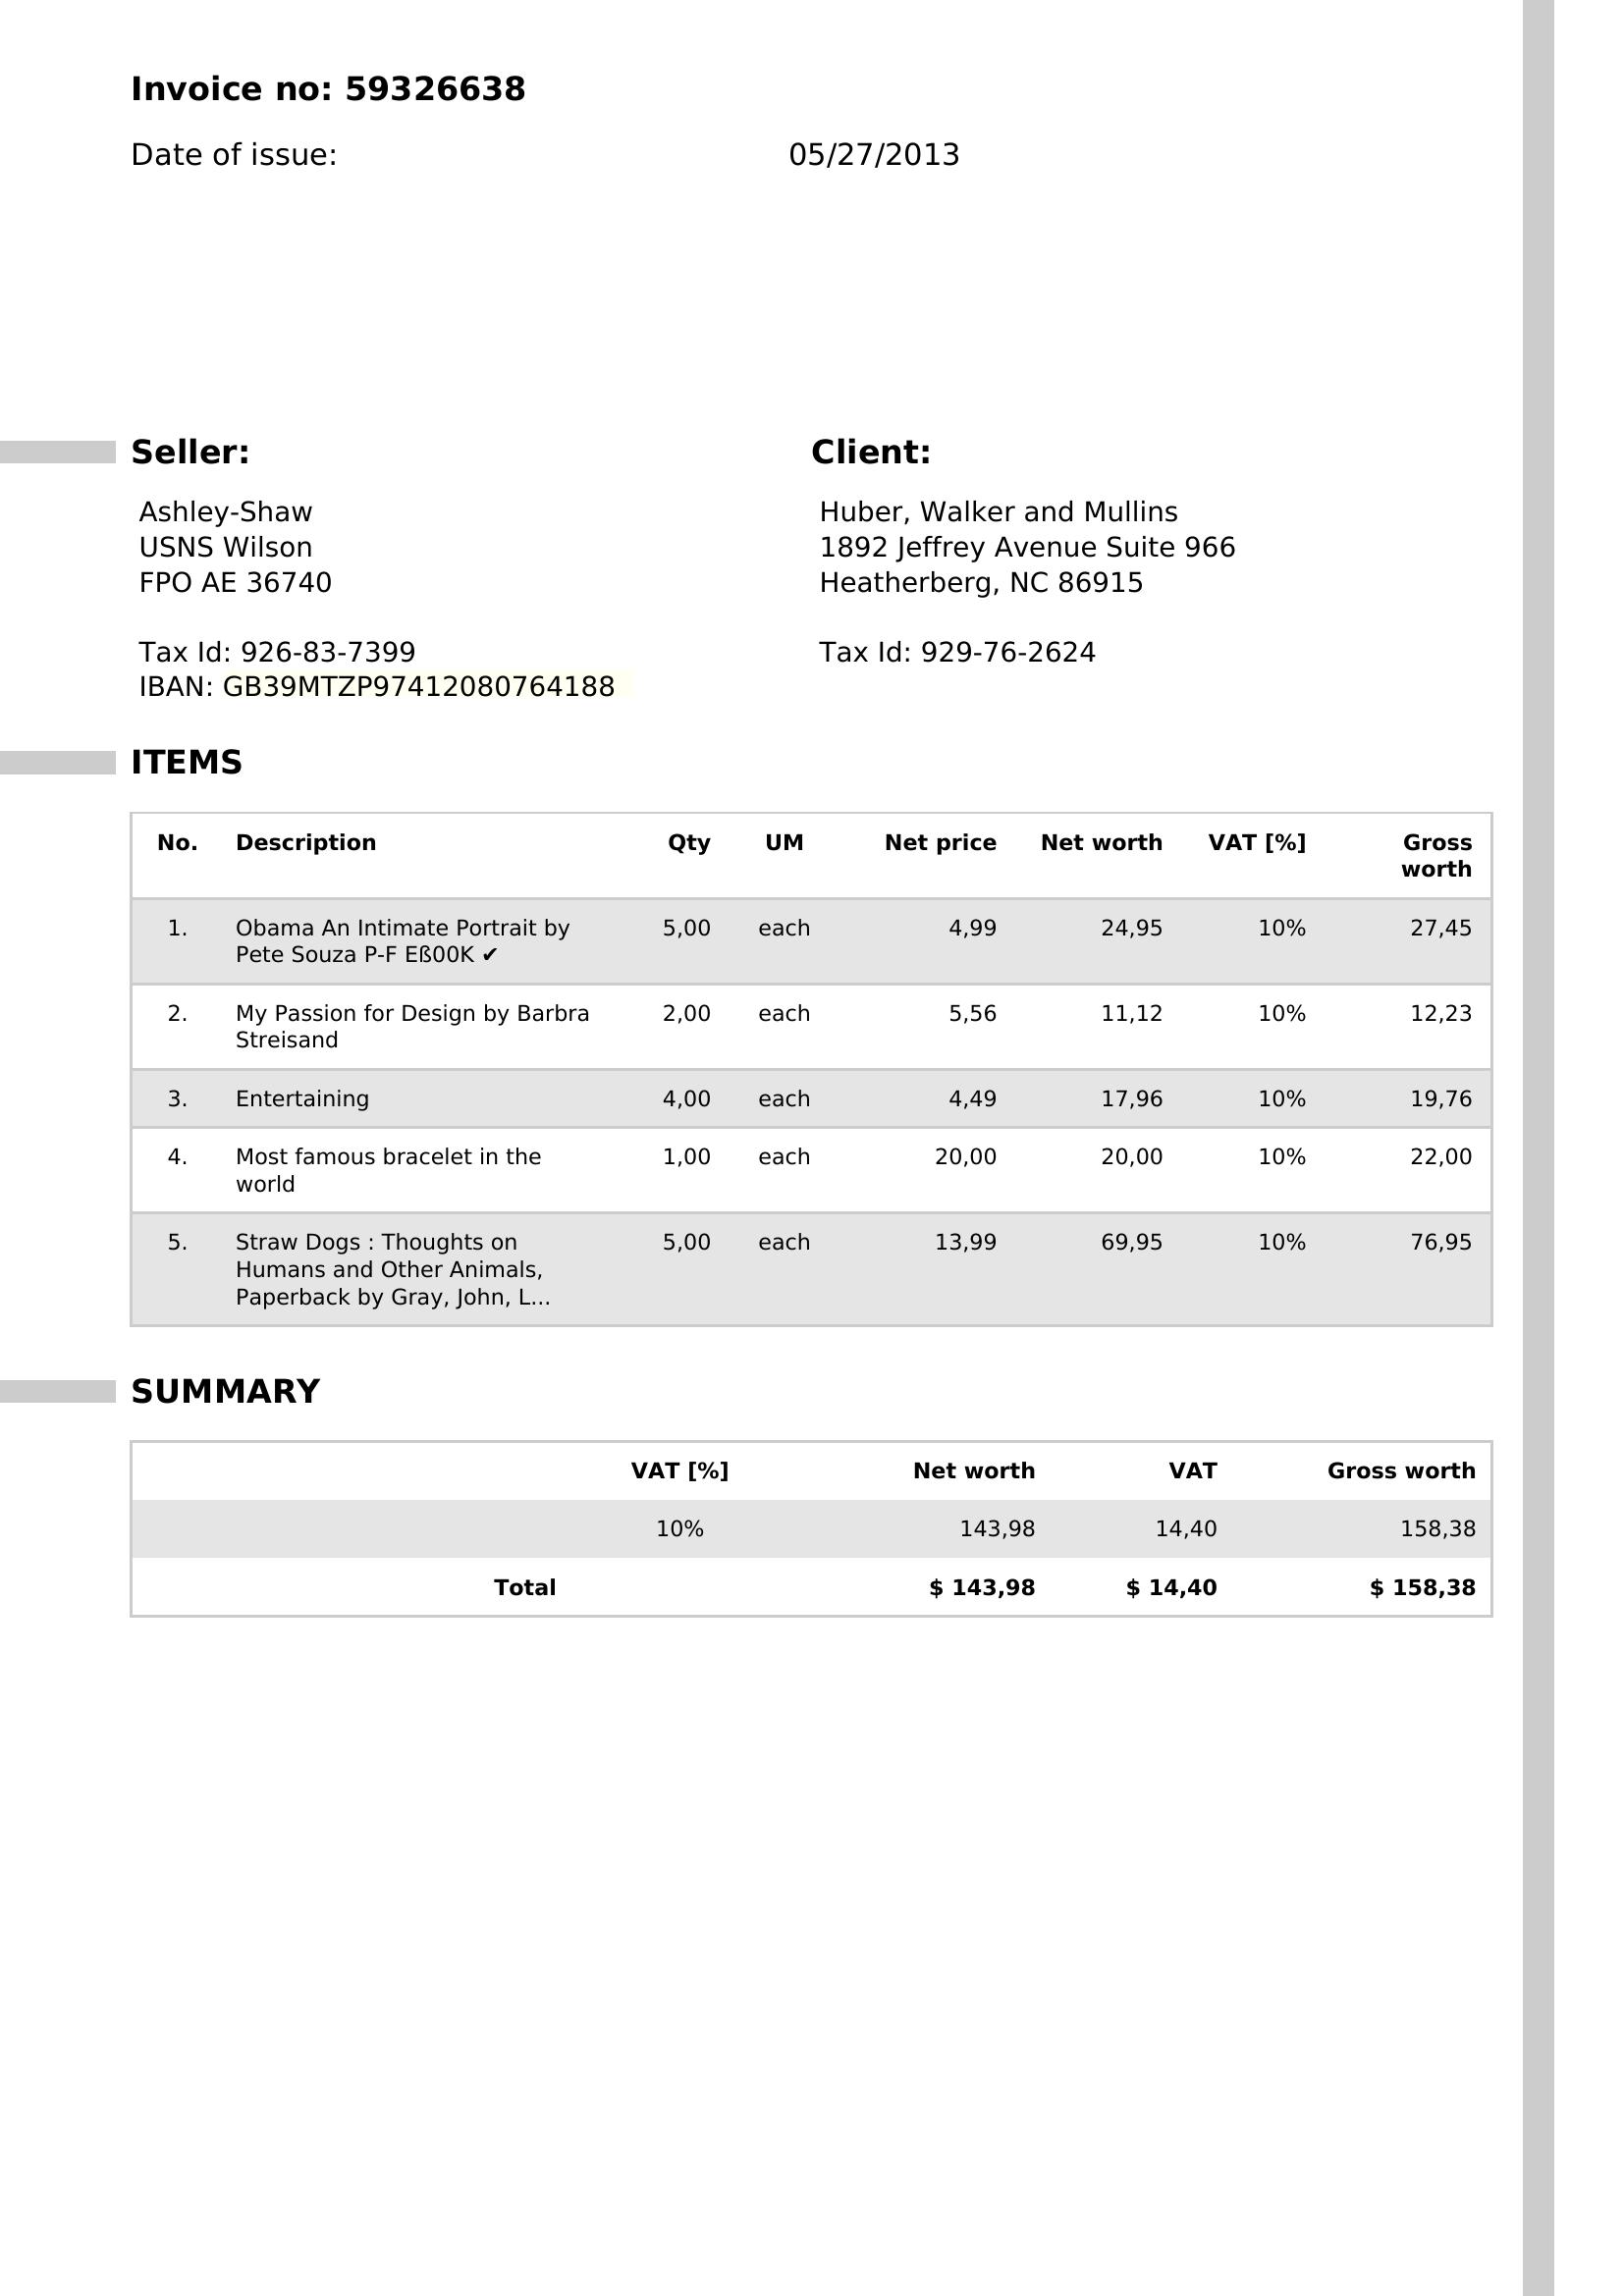 Invoice no: 59326638
Date of issue: 05/27/2013
Seller:
Ashley-Shaw
USNS Wilson
FPO AE 36740
Tax Id: 926-83-7399
IBAN: GB39MTZP97412080764188
Client:
Huber, Walker and Mullins
1892 Jeffrey Avenue Suite 966
Heatherberg, NC 86915
Tax Id: 929-76-2624
ITEMS
No. Description Qty UM Net price Net worth VAT [%] Gross
worth
1. Obama An Intimate Portrait by 5,00 each 4,99 24,95 10% 27,45
Pete Souza P-F Eß00K ✔
2. My Passion for Design by Barbra 2,00 each 5,56 11,12 10% 12,23
Streisand
3. Entertaining 4,00 each 4,49 17,96 10% 19,76
4. Most famous bracelet in the 1,00 each 20,00 20,00 10% 22,00
world
5. Straw Dogs : Thoughts on 5,00 each 13,99 69,95 10% 76,95
Humans and Other Animals,
Paperback by Gray, John, L...
SUMMARY
VAT [%] Net worth VAT Gross worth
10% 143,98 14,40 158,38
Total $ 143,98 $ 14,40 $ 158,38